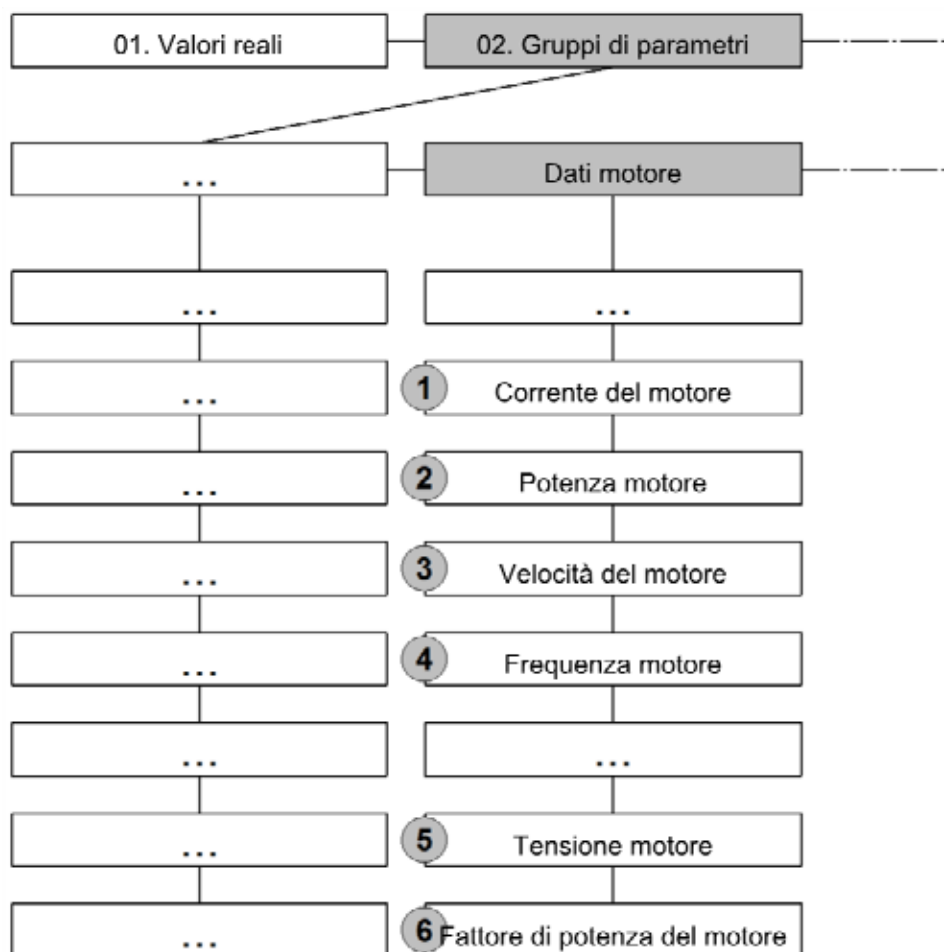 01. Valori reali 02. Gruppi di parametri
... Dati motore
... ...
... 1 Corrente del motore
... 2 Potenza motore
... 3 Velocità del motore
... 4 Frequenza motore
... ...
... 5 Tensione motore
... 6 Fattore di potenza del motore